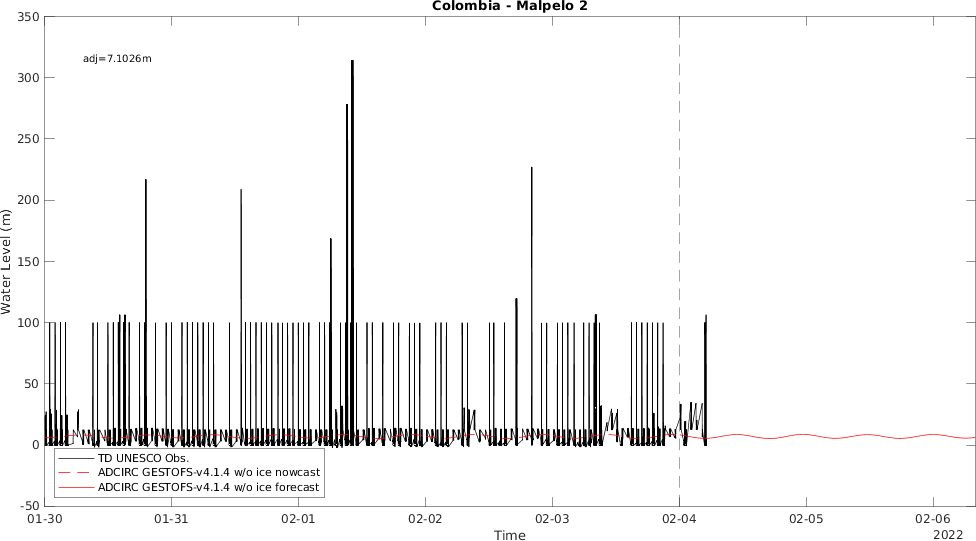 Colombia - Malpelo 2
350
300
250
200
150
100
50
0
-50
Water Level (m)
adj=7.1026m
TD UNESCO Obs.
ADCIRC GESTOFS-v4.1.4 w/o ice nowcast
ADCIRC GESTOFS-v4.1.4 w/o ice forecast
01-30 01-31 02-01 02-02 02-03 02-04 02-05 02-06
Time
2022